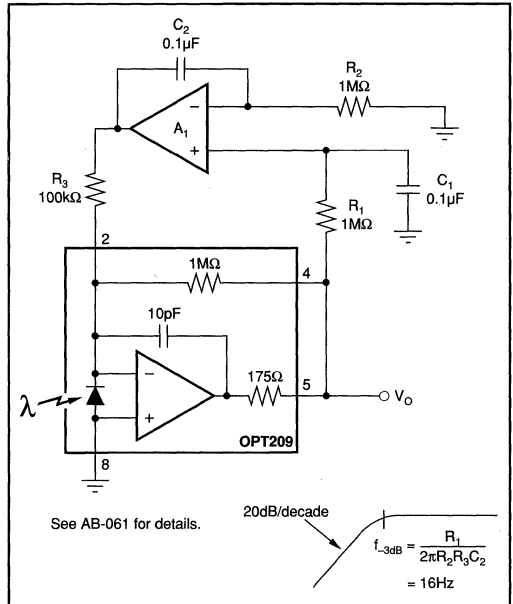 C2
0.1µF
R2
1MΩ
A1
−
+
R3
100kΩ
C1
0.1µF
R1
1MΩ
2
1MΩ
4
10pF
−
+
175Ω
5
VO
λ
OPT209
8
See AB-061 for details.
20dB/decade
f–3dB = R1 / 2πR2R3C2
= 16Hz